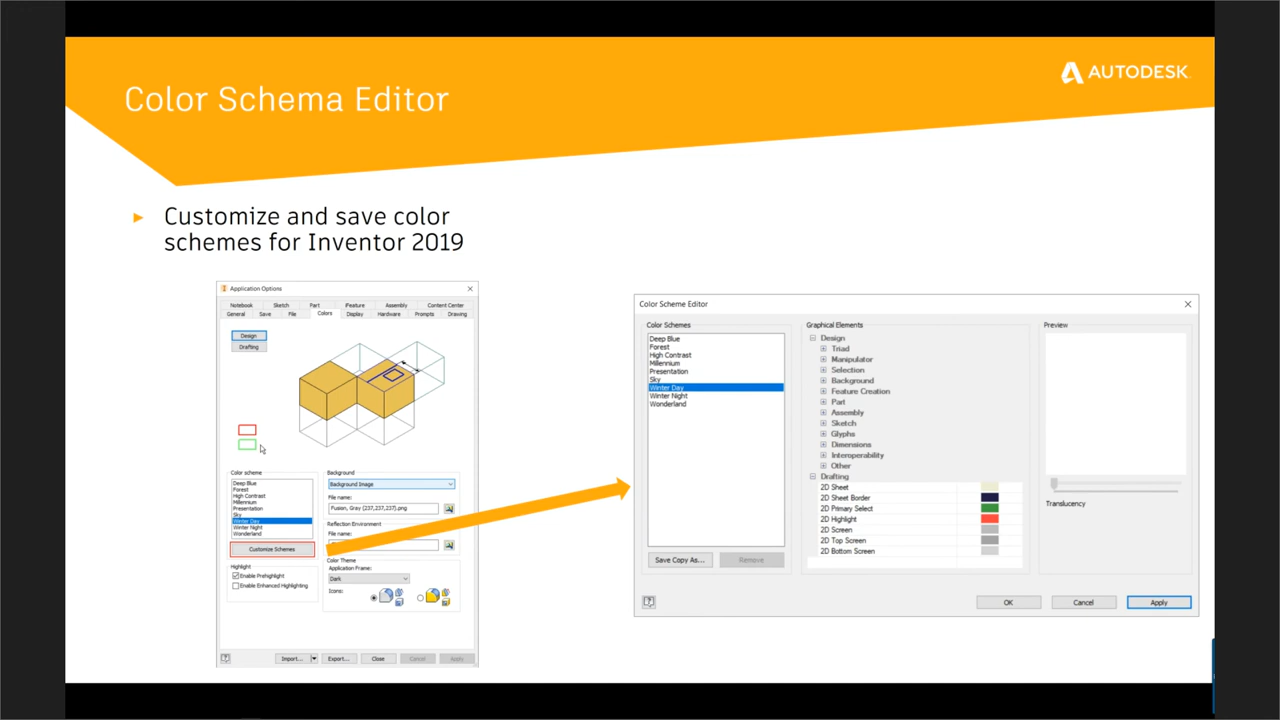 AUTODESK
Color Schema Editor
Customize and save color
schemes for Inventor 2019
Application Options
Notebook Sketch Part iFeature Assembly Content Center
General Save File Colors Display Hardware Prompts Drawing
Design
Drafting
Color scheme
Deep Blue
Forest
High Contrast
Millennium
Presentation
Sky
Winter Day
Winter Night
Wonderland
Customize Schemes
Highlight
Enable Prehighlight
Enable Enhanced Highlighting
Background
Background Image
File name:
Fusion, Gray (237,237,237).png
Reflection Environment
File name:
Color Theme
Application Frame:
Dark
Icons:
Import... Export... Close Cancel Apply
Color Scheme Editor
Color Schemes
Deep Blue
Forest
High Contrast
Millennium
Presentation
Sky
Winter Day
Winter Night
Wonderland
Save Copy As... Remove
Graphical Elements
Design
Triad
Manipulator
Selection
Background
Feature Creation
Part
Assembly
Sketch
Glyphs
Dimensions
Interoperability
Other
Drafting
2D Sheet
2D Sheet Border
2D Primary Select
2D Highlight
2D Screen
2D Top Screen
2D Bottom Screen
Preview
Translucency
OK Cancel Apply